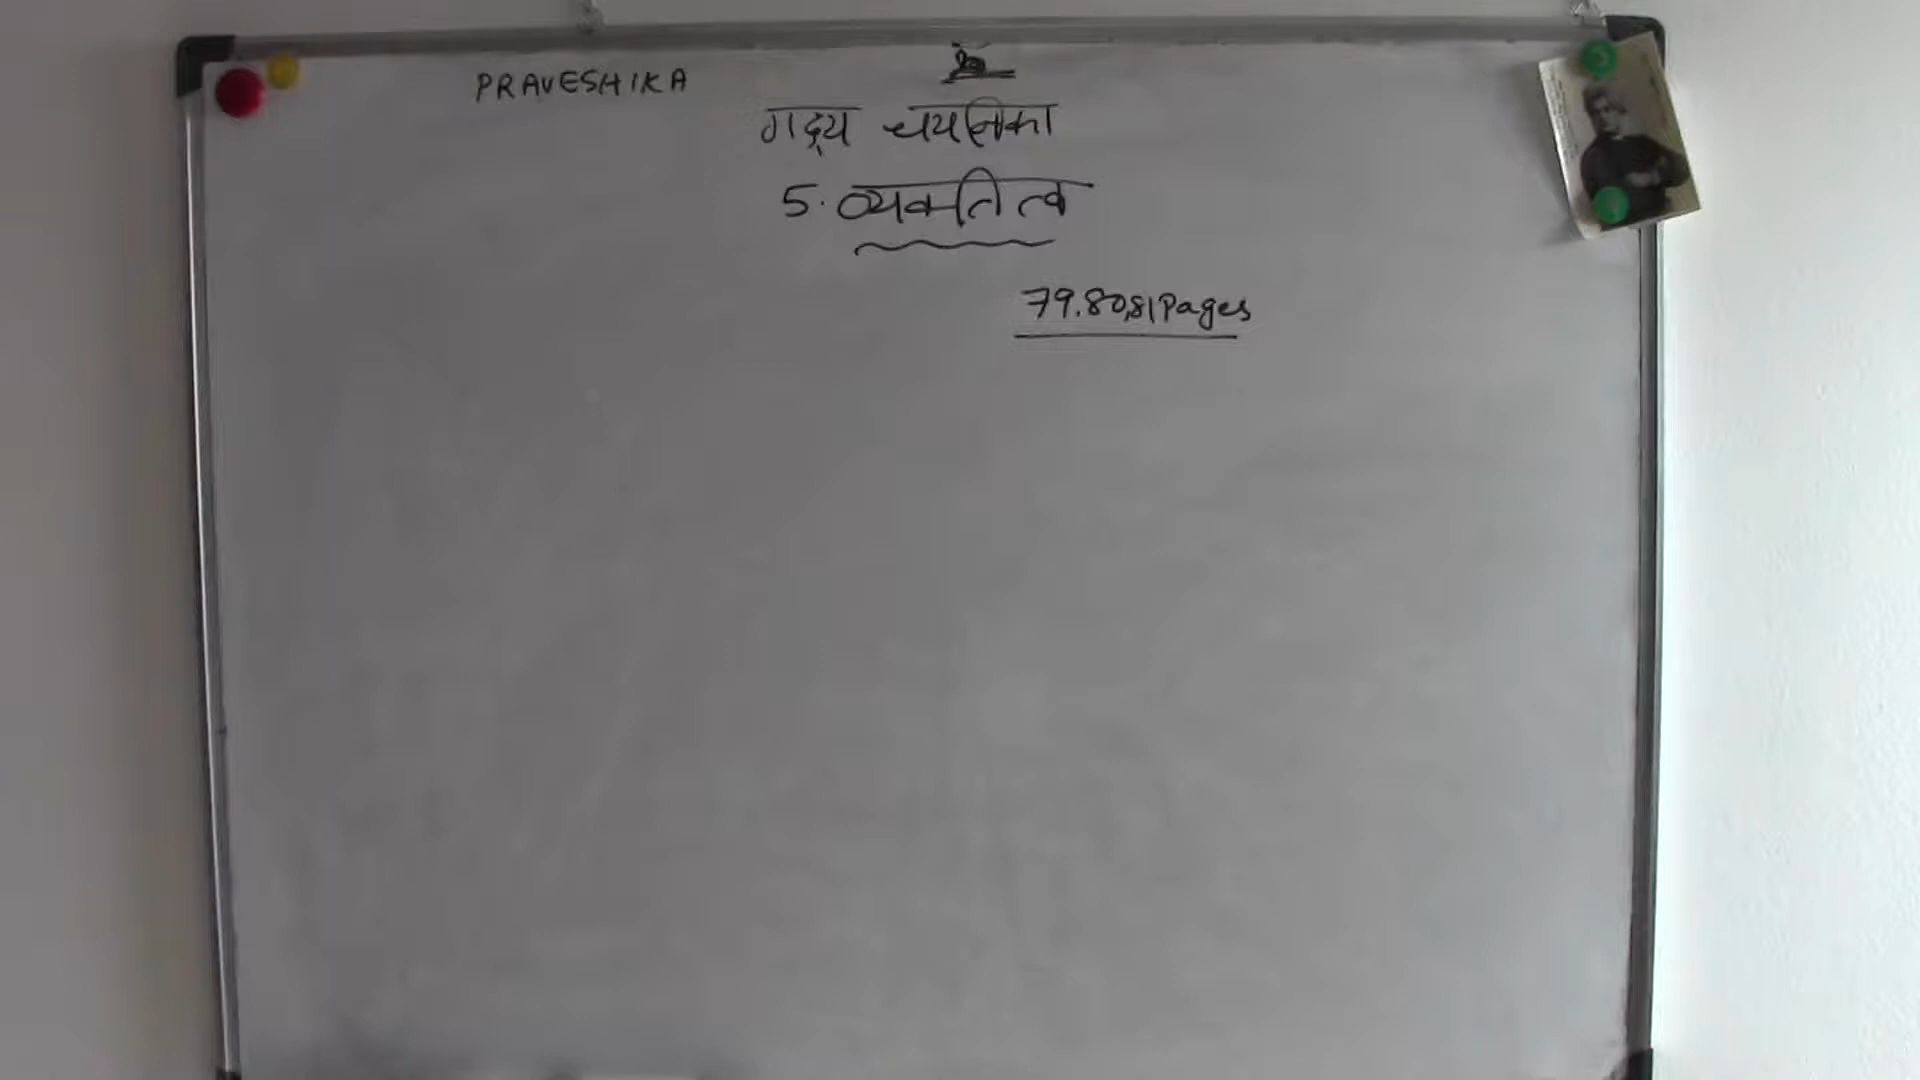 PRAVESHIKA
गद्य चयनिका
5. व्यक्तित्व
79.80,81 Pages